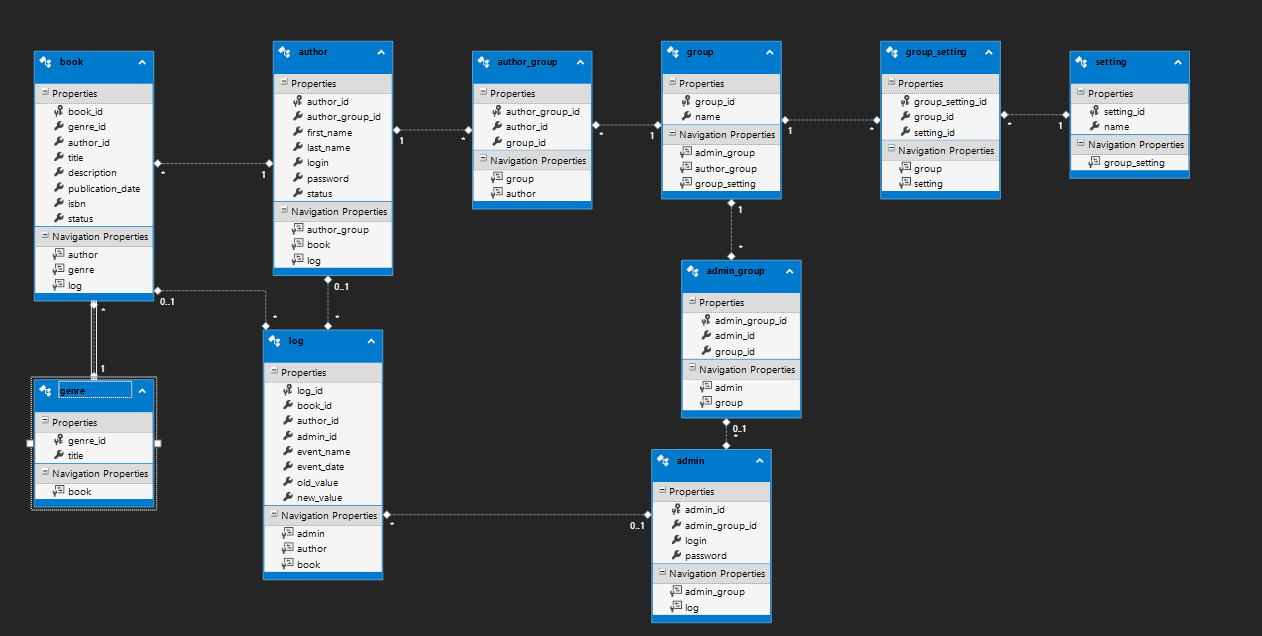 book
Properties
book_id
genre_id
author_id
title
description
publication_date
isbn
status
Navigation Properties
author
genre
log
author
Properties
author_id
author_group_id
first_name
last_name
login
password
status
Navigation Properties
author_group
book
log
author_group
Properties
author_group_id
author_id
group_id
Navigation Properties
group
author
group
Properties
group_id
name
Navigation Properties
admin_group
author_group
group_setting
group_setting
Properties
group_setting_id
group_id
setting_id
Navigation Properties
group
setting
setting
Properties
setting_id
name
Navigation Properties
group_setting
*
1
1
*
*
1
1
*
*
1
0..1
*
0..1
*
*
1
1
*
genre
Properties
genre_id
title
Navigation Properties
book
log
Properties
log_id
book_id
author_id
admin_id
event_name
event_date
old_value
new_value
Navigation Properties
admin
author
book
*
0..1
admin_group
Properties
admin_group_id
admin_id
group_id
Navigation Properties
admin
group
0..1
*
admin
Properties
admin_id
admin_group_id
login
password
Navigation Properties
admin_group
log